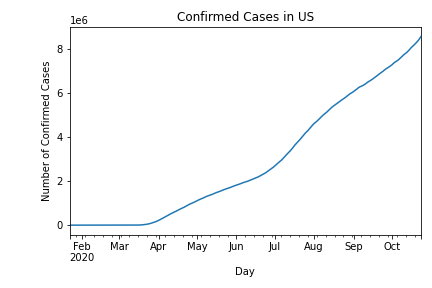 Confirmed Cases in US
1e6
8
6
4
2
0
Number of Confirmed Cases
Feb Mar Apr May Jun Jul Aug Sep Oct
2020
Day